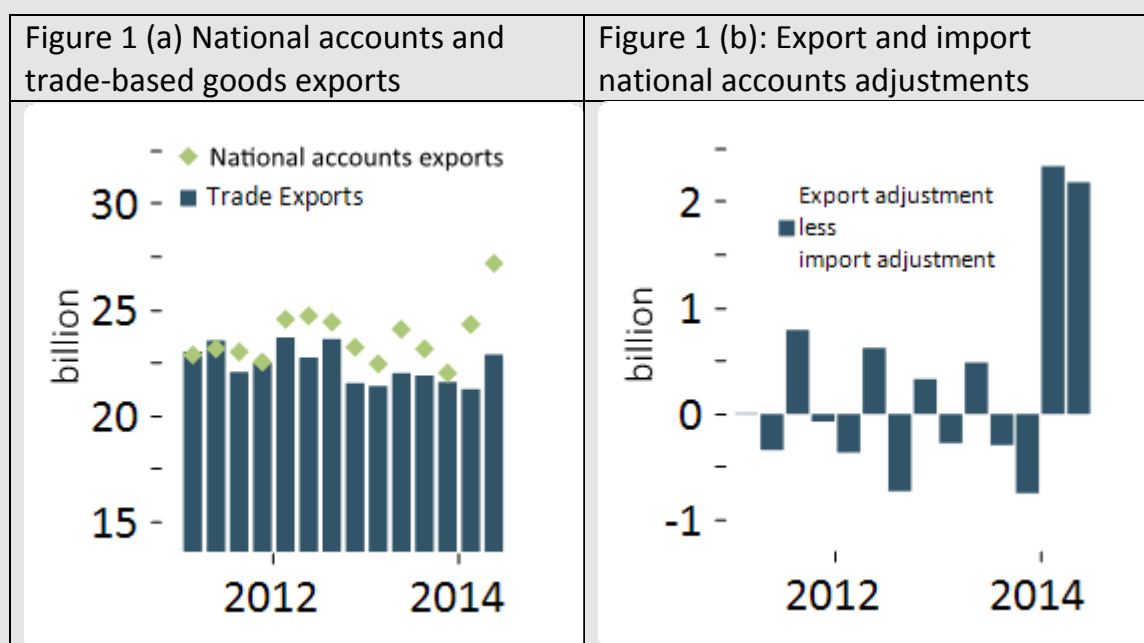 Figure 1 (a) National accounts and
trade-based goods exports
Figure 1 (b): Export and import
national accounts adjustments
National accounts exports
Trade Exports
30
25
20
15
billion
2012
2014
Export adjustment
less
import adjustment
2
1
0
-1
billion
2012
2014